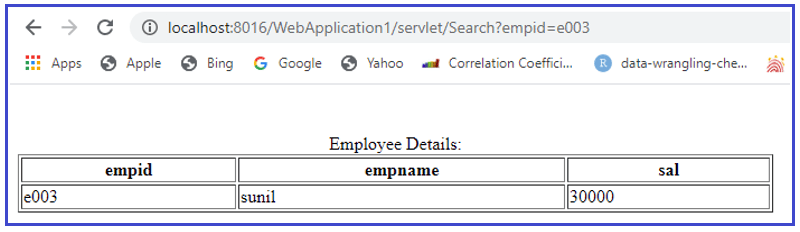 localhost:8016/WebApplication1/servlet/Search?empid=e003
Apps Apple Bing G Google Yahoo Correlation Coeffici... R data-wrangling-che...
Employee Details:
empid empname sal
e003 sunil 30000